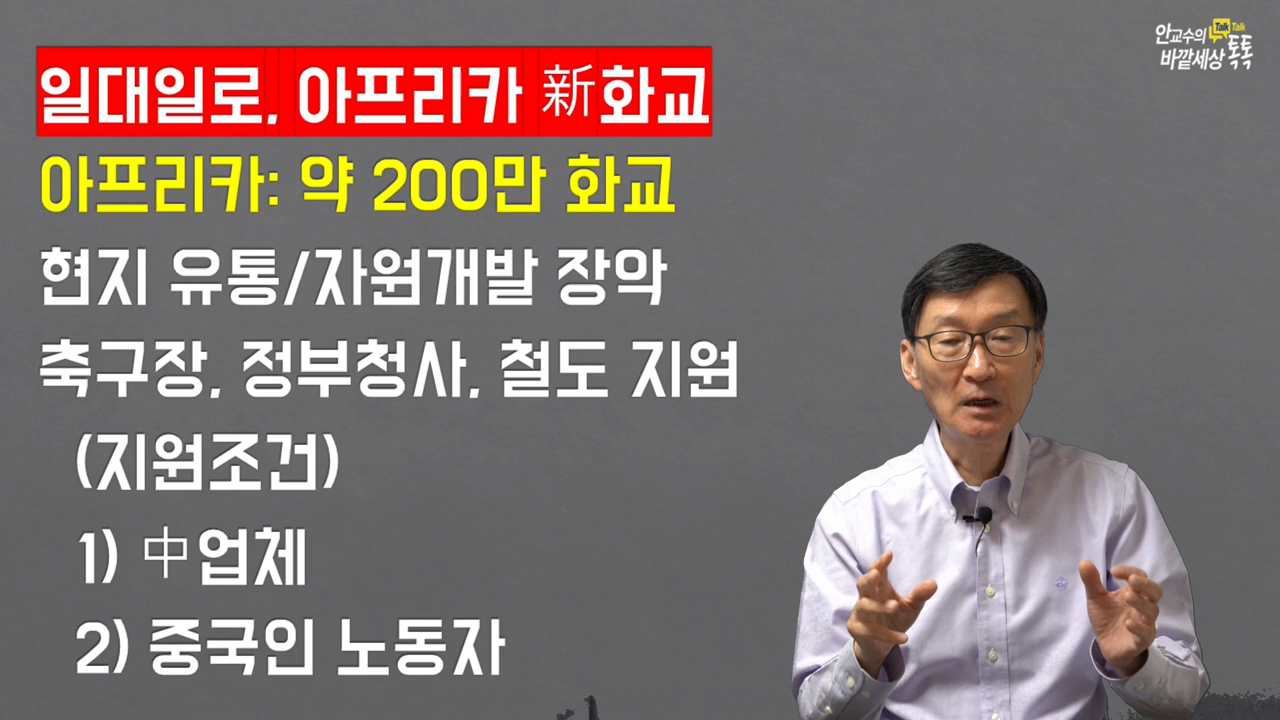 일대일로, 아프리카 新화교
아프리카: 약 200만 화교
현지 유통/자원개발 장악
축구장, 정부청사, 철도 지원
(지원조건)
1) 中업체
2) 중국인 노동자
안교수의 Talk Talk
바깥세상 톡톡